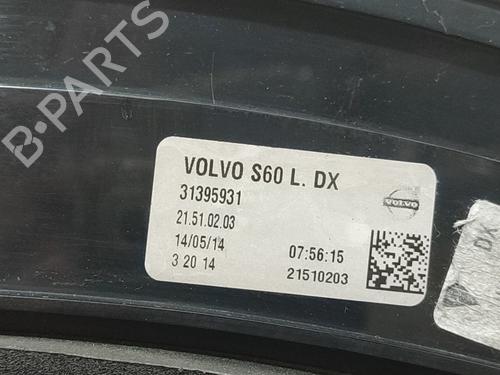 B-PARTS
VOLVO S60 L. DX
31395931
VOLVO
21.51.02.03
14/05/14 07:56:15
3 20 14 21510203
DX